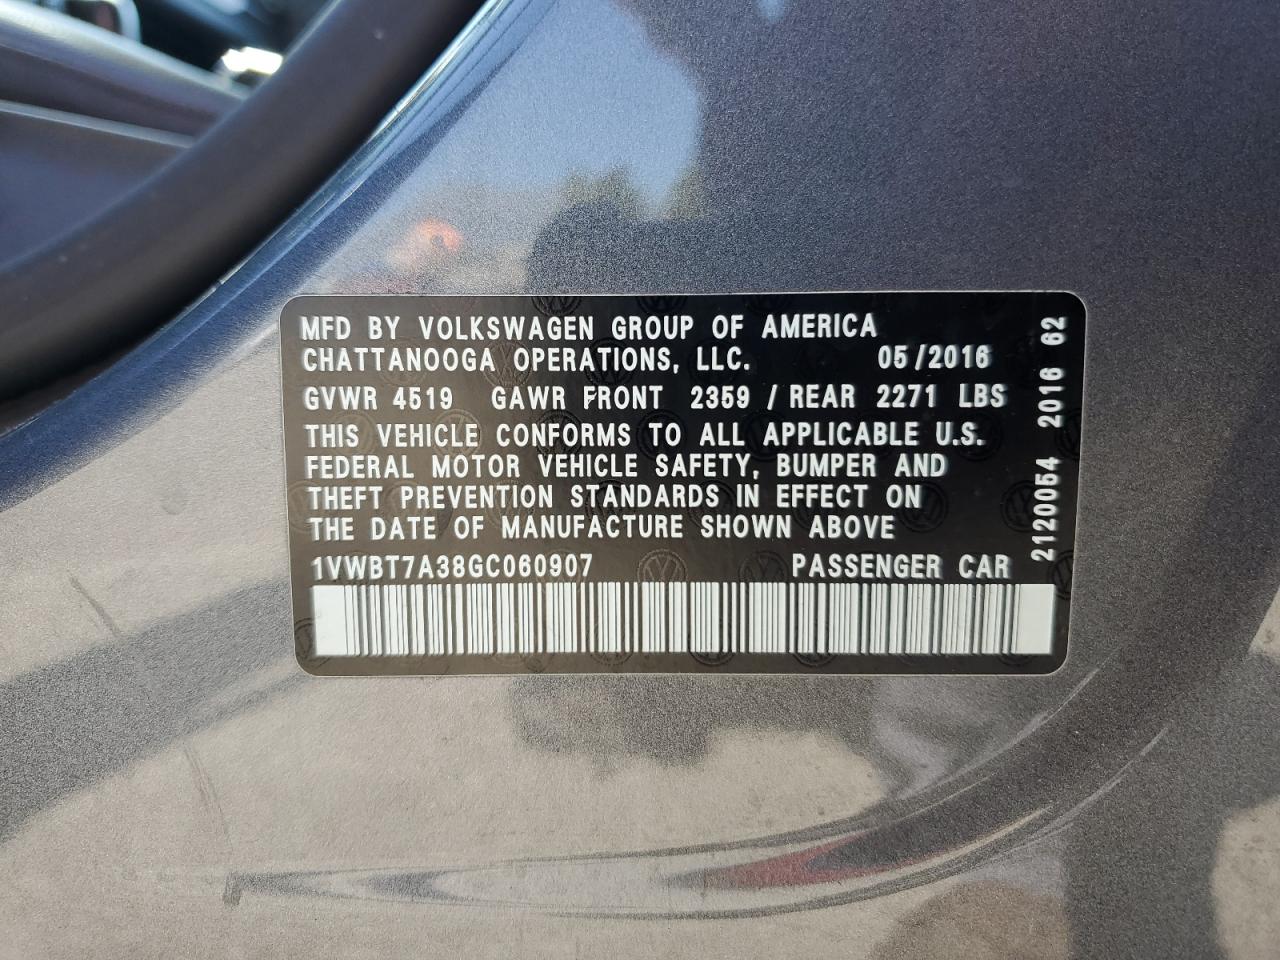 MFD BY VOLKSWAGEN GROUP OF AMERICA
CHATTANOOGA OPERATIONS, LLC. 05/2016
GVWR 4519 GAWR FRONT 2359 / REAR 2271 LBS
THIS VEHICLE CONFORMS TO ALL APPLICABLE U.S.
FEDERAL MOTOR VEHICLE SAFETY, BUMPER AND
THEFT PREVENTION STANDARDS IN EFFECT ON
THE DATE OF MANUFACTURE SHOWN ABOVE
1VWBT7A38GC060907 PASSENGER CAR
2120054 2016 62